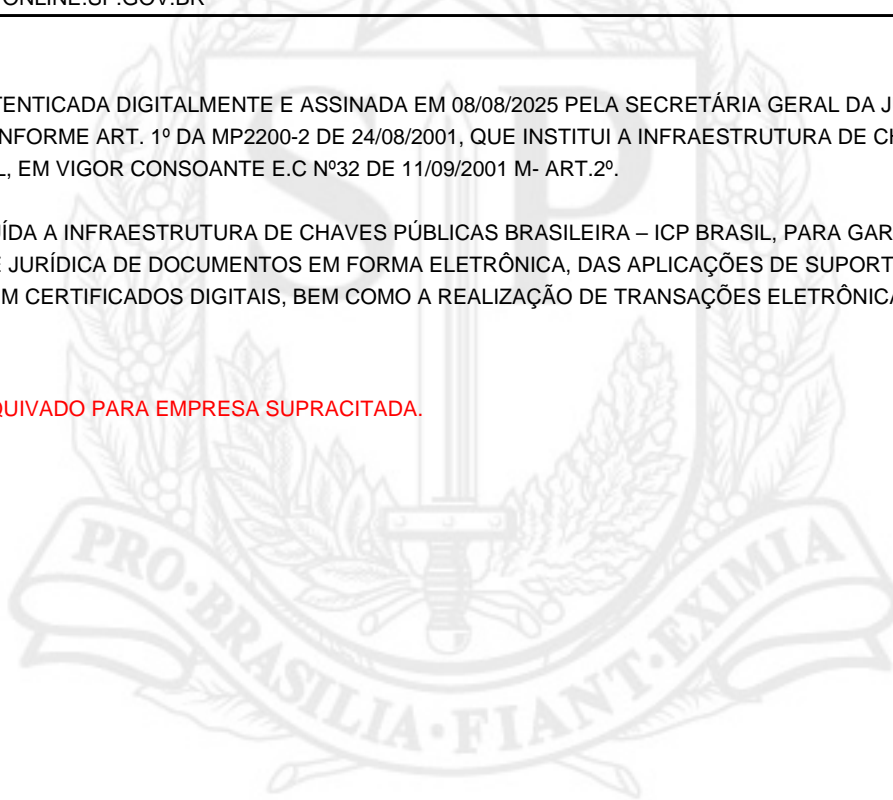 ONLINE.SP.GOV.BR
TENTICADA DIGITALMENTE E ASSINADA EM 08/08/2025 PELA SECRETÁRIA GERAL DA J
NFORME ART. 1º DA MP2200-2 DE 24/08/2001, QUE INSTITUI A INFRAESTRUTURA DE CH
L, EM VIGOR CONSOANTE E.C Nº32 DE 11/09/2001 M- ART.2º.
UÍDA A INFRAESTRUTURA DE CHAVES PÚBLICAS BRASILEIRA – ICP BRASIL, PARA GAR
E JURÍDICA DE DOCUMENTOS EM FORMA ELETRÔNICA, DAS APLICAÇÕES DE SUPORT
M CERTIFICADOS DIGITAIS, BEM COMO A REALIZAÇÃO DE TRANSAÇÕES ELETRÔNICA
QUIVADO PARA EMPRESA SUPRACITADA.
SP
PRO·BRASILIA·FIANT·EXIMIA